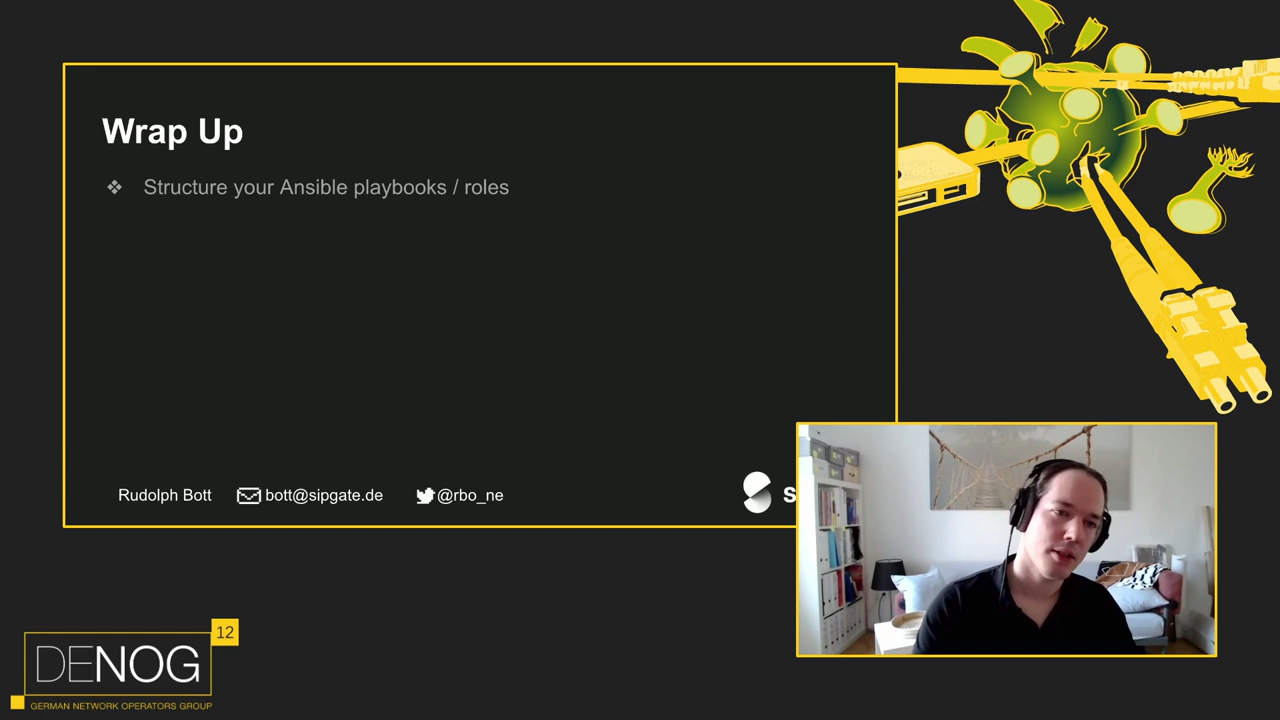 Wrap Up
❖ Structure your Ansible playbooks / roles
Rudolph Bott bott@sipgate.de @rbo_ne
s
12
DENOG
GERMAN NETWORK OPERATORS GROUP